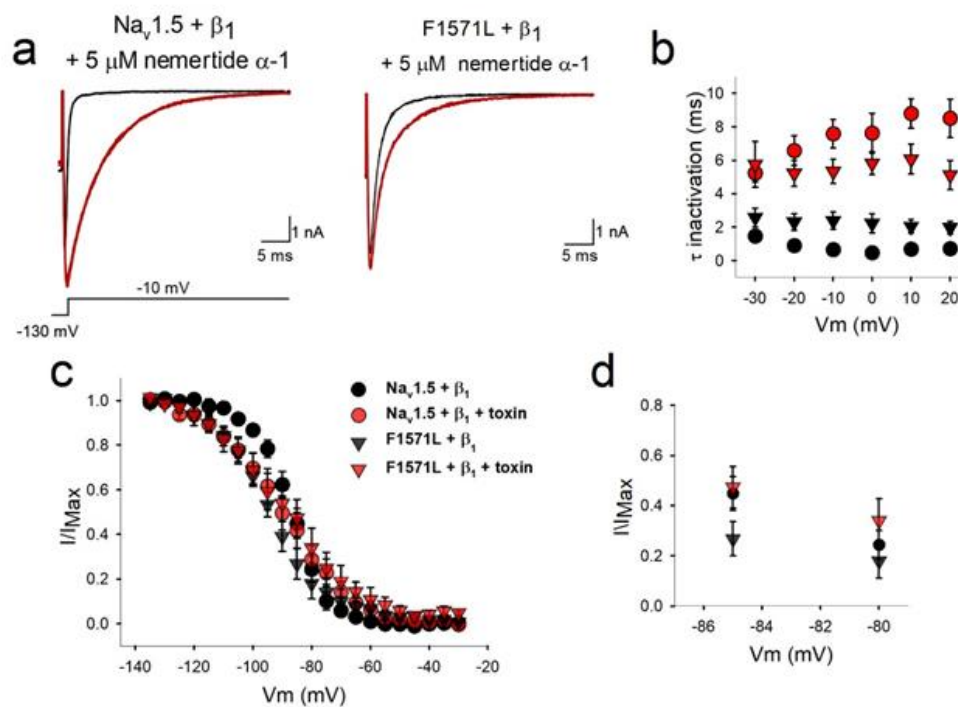 a
Naᵥ1.5 + β₁
+ 5 μM nemertide α-1
F1571L + β₁
+ 5 μM nemertide α-1
1 nA
5 ms
1 nA
5 ms
-10 mV
-130 mV
b
τ inactivation (ms)
10
8
6
4
2
0
-30 -20 -10 0 10 20
Vm (mV)
c
I/IMax
1.0
0.8
0.6
0.4
0.2
0.0
-140 -120 -100 -80 -60 -40 -20
Vm (mV)
Naᵥ1.5 + β₁
Naᵥ1.5 + β₁ + toxin
F1571L + β₁
F1571L + β₁ + toxin
d
I\IMax
0.8
0.6
0.4
0.2
0.0
-86 -84 -82 -80
Vm (mV)